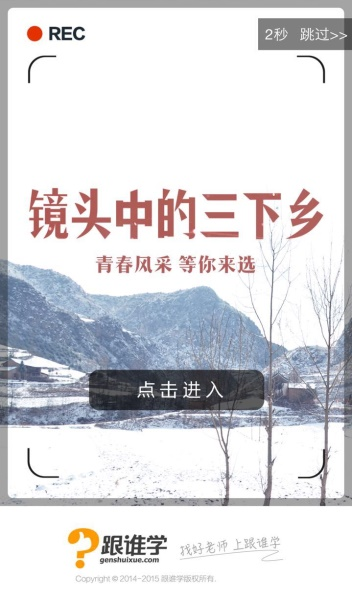 REC
2秒 跳过>>
镜头中的三下乡
青春风采 等你来选
点击进入
跟谁学
genshuixue.com
找好老师 上跟谁学
Copyright © 2014-2015 跟谁学版权所有.